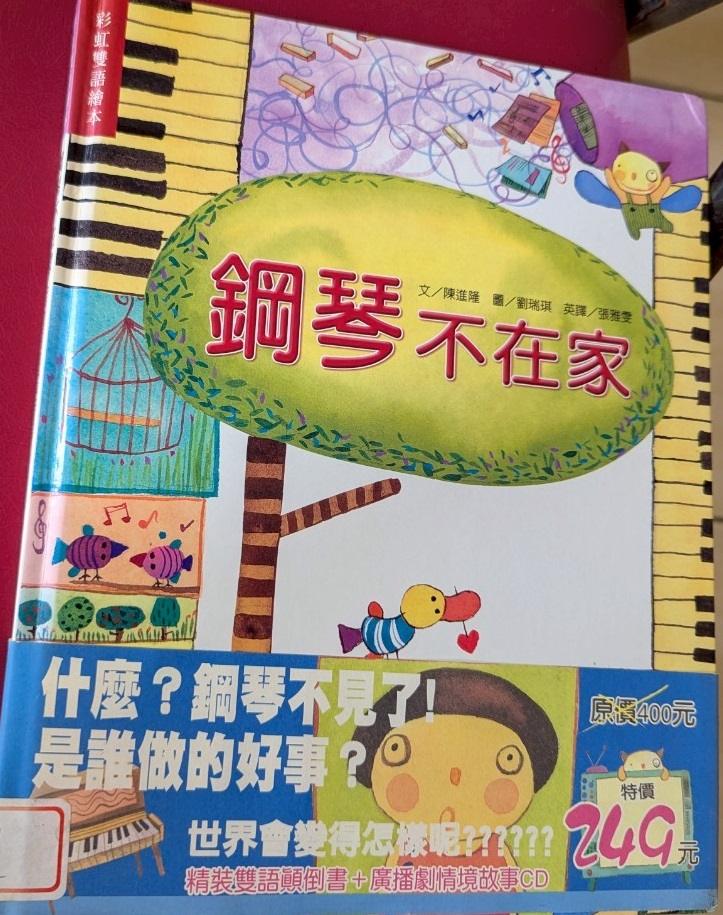 彩虹雙語繪本
鋼琴不在家
文／陳進隆 圖／劉瑞琪 英譯／張雅雯
什麼？鋼琴不見了！
是誰做的好事？
世界會變得怎樣呢??????
精裝雙語顛倒書＋廣播劇情境故事CD
原價400元
特價
249元